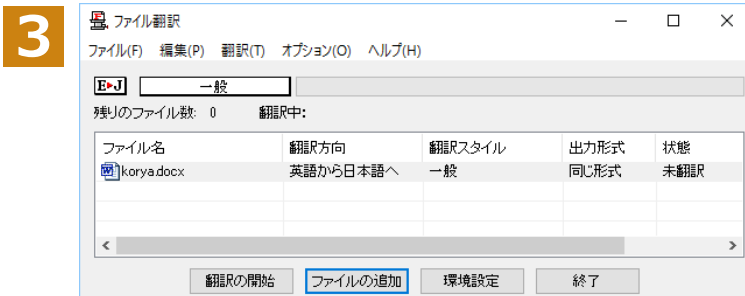 3
ファイル翻訳
ファイル(F) 編集(P) 翻訳(T) オプション(O) ヘルプ(H)
E▸J 一般
残りのファイル数: 0 翻訳中:
ファイル名 翻訳方向 翻訳スタイル 出力形式 状態
korya.docx 英語から日本語へ 一般 同じ形式 未翻訳
翻訳の開始 ファイルの追加 環境設定 終了